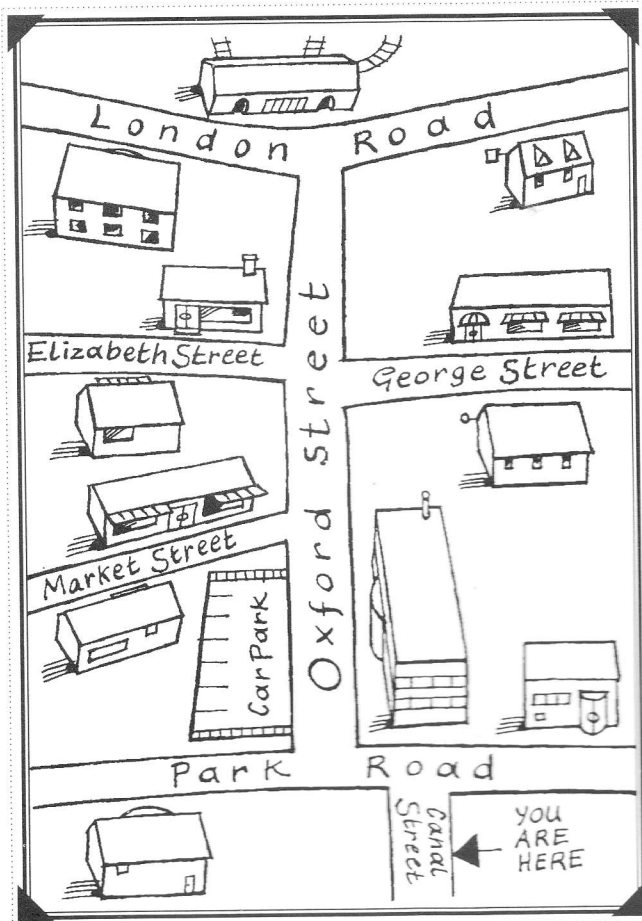 London Road
Elizabeth Street
George Street
Oxford Street
Market Street
Car Park
Park Road
Canal
Street
YOU
ARE
HERE